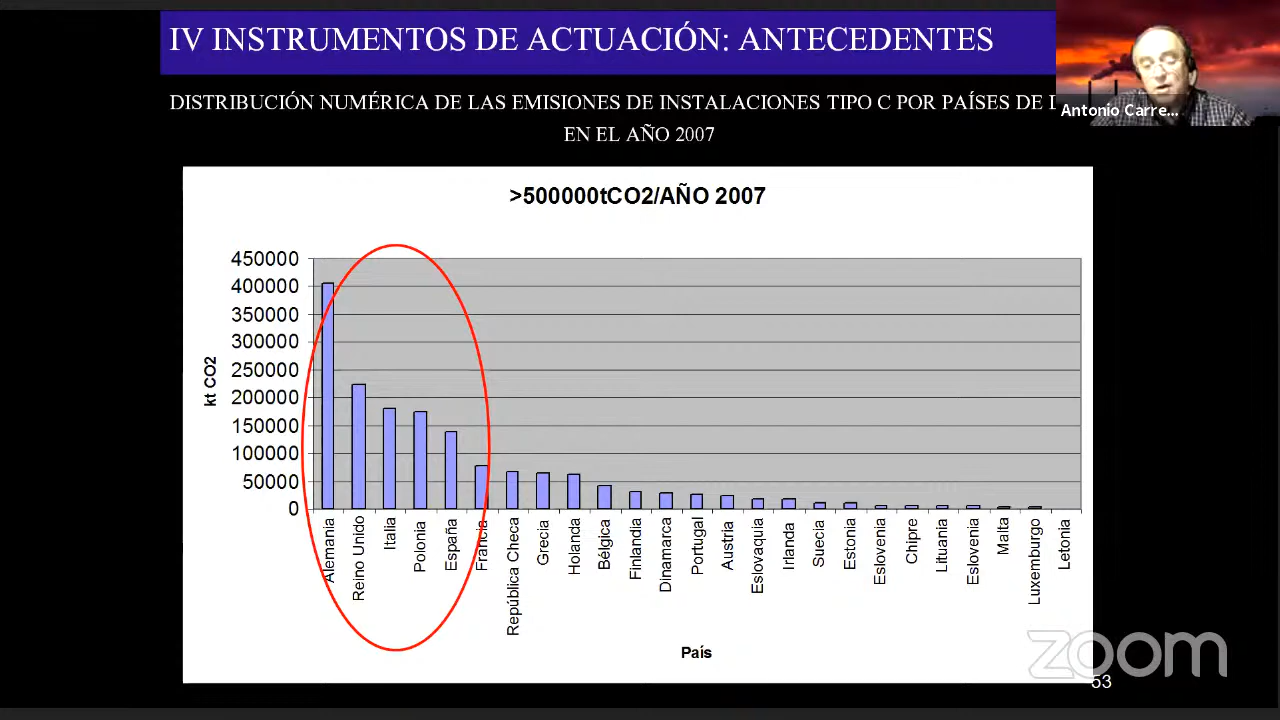 IV INSTRUMENTOS DE ACTUACIÓN: ANTECEDENTES
DISTRIBUCIÓN NUMÉRICA DE LAS EMISIONES DE INSTALACIONES TIPO C POR PAÍSES DE
EN EL AÑO 2007
Antonio Carre...
>500000tCO2/AÑO 2007
kt CO2
450000
400000
350000
300000
250000
200000
150000
100000
50000
0
Alemania
Reino Unido
Italia
Polonia
España
Francia
República Checa
Grecia
Holanda
Bélgica
Finlandia
Dinamarca
Portugal
Austria
Eslovaquia
Irlanda
Suecia
Estonia
Eslovenia
Chipre
Lituania
Eslovenia
Malta
Luxemburgo
Letonia
País
zoom
53